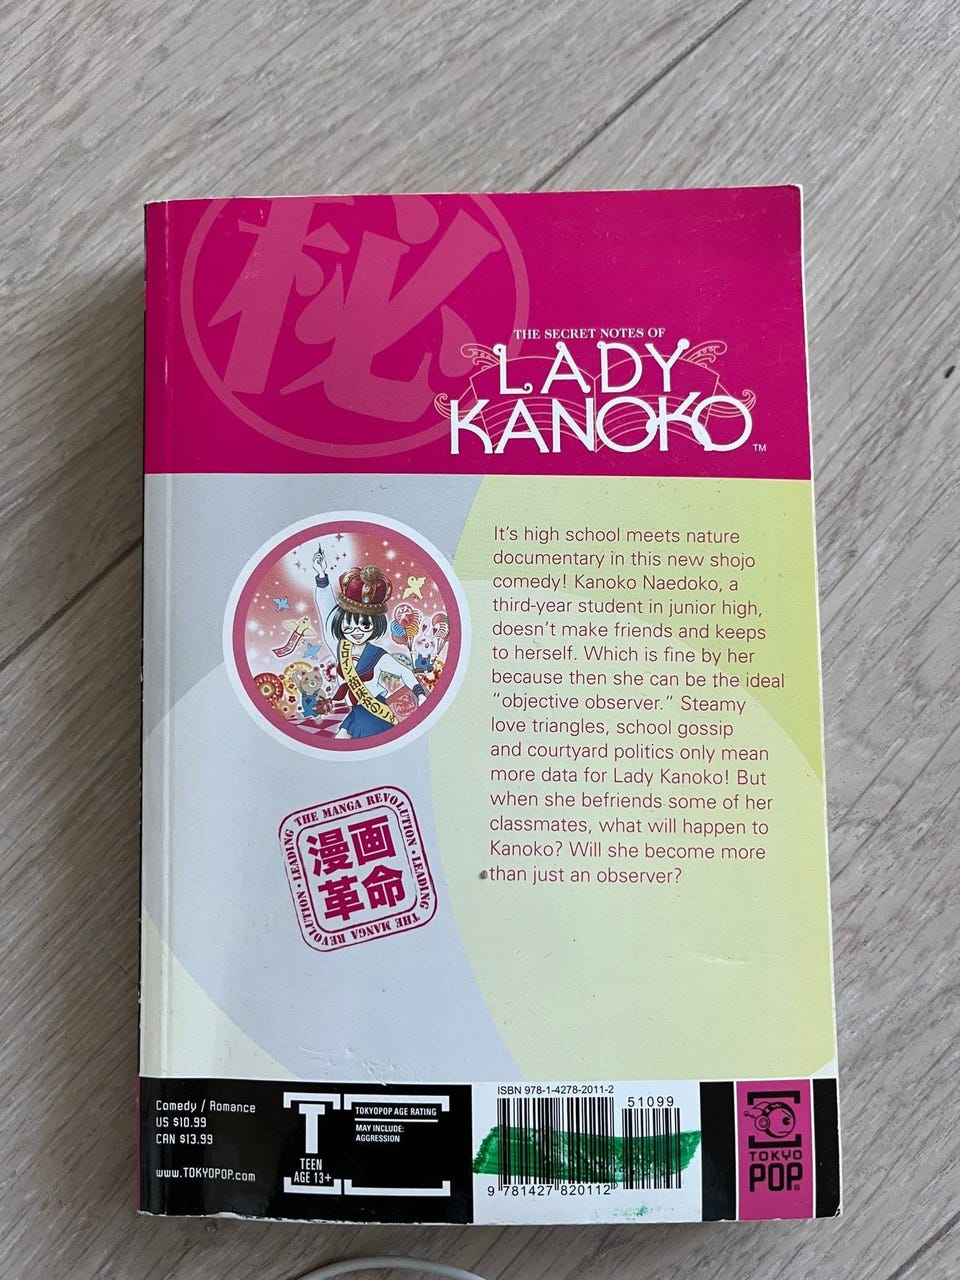 秘
THE SECRET NOTES OF
LADY
KANOKO
TM
It's high school meets nature
documentary in this new shojo
comedy! Kanoko Naedoko, a
third-year student in junior high,
doesn't make friends and keeps
to herself. Which is fine by her
because then she can be the ideal
"objective observer." Steamy
love triangles, school gossip
and courtyard politics only mean
more data for Lady Kanoko! But
when she befriends some of her
classmates, what will happen to
Kanoko? Will she become more
than just an observer?
ヒロイン
LEADING THE MANGA REVOLUTION · LEADING THE MANGA REVOLUTION ·
漫画
革命
Comedy / Romance
US $10.99
CAN $13.99
www.TOKYOPOP.com
T
TEEN
AGE 13+
TOKYOPOP AGE RATING
MAY INCLUDE:
AGGRESSION
ISBN 978-1-4278-2011-2
51099
9 781427 820112
TOKYO
POP